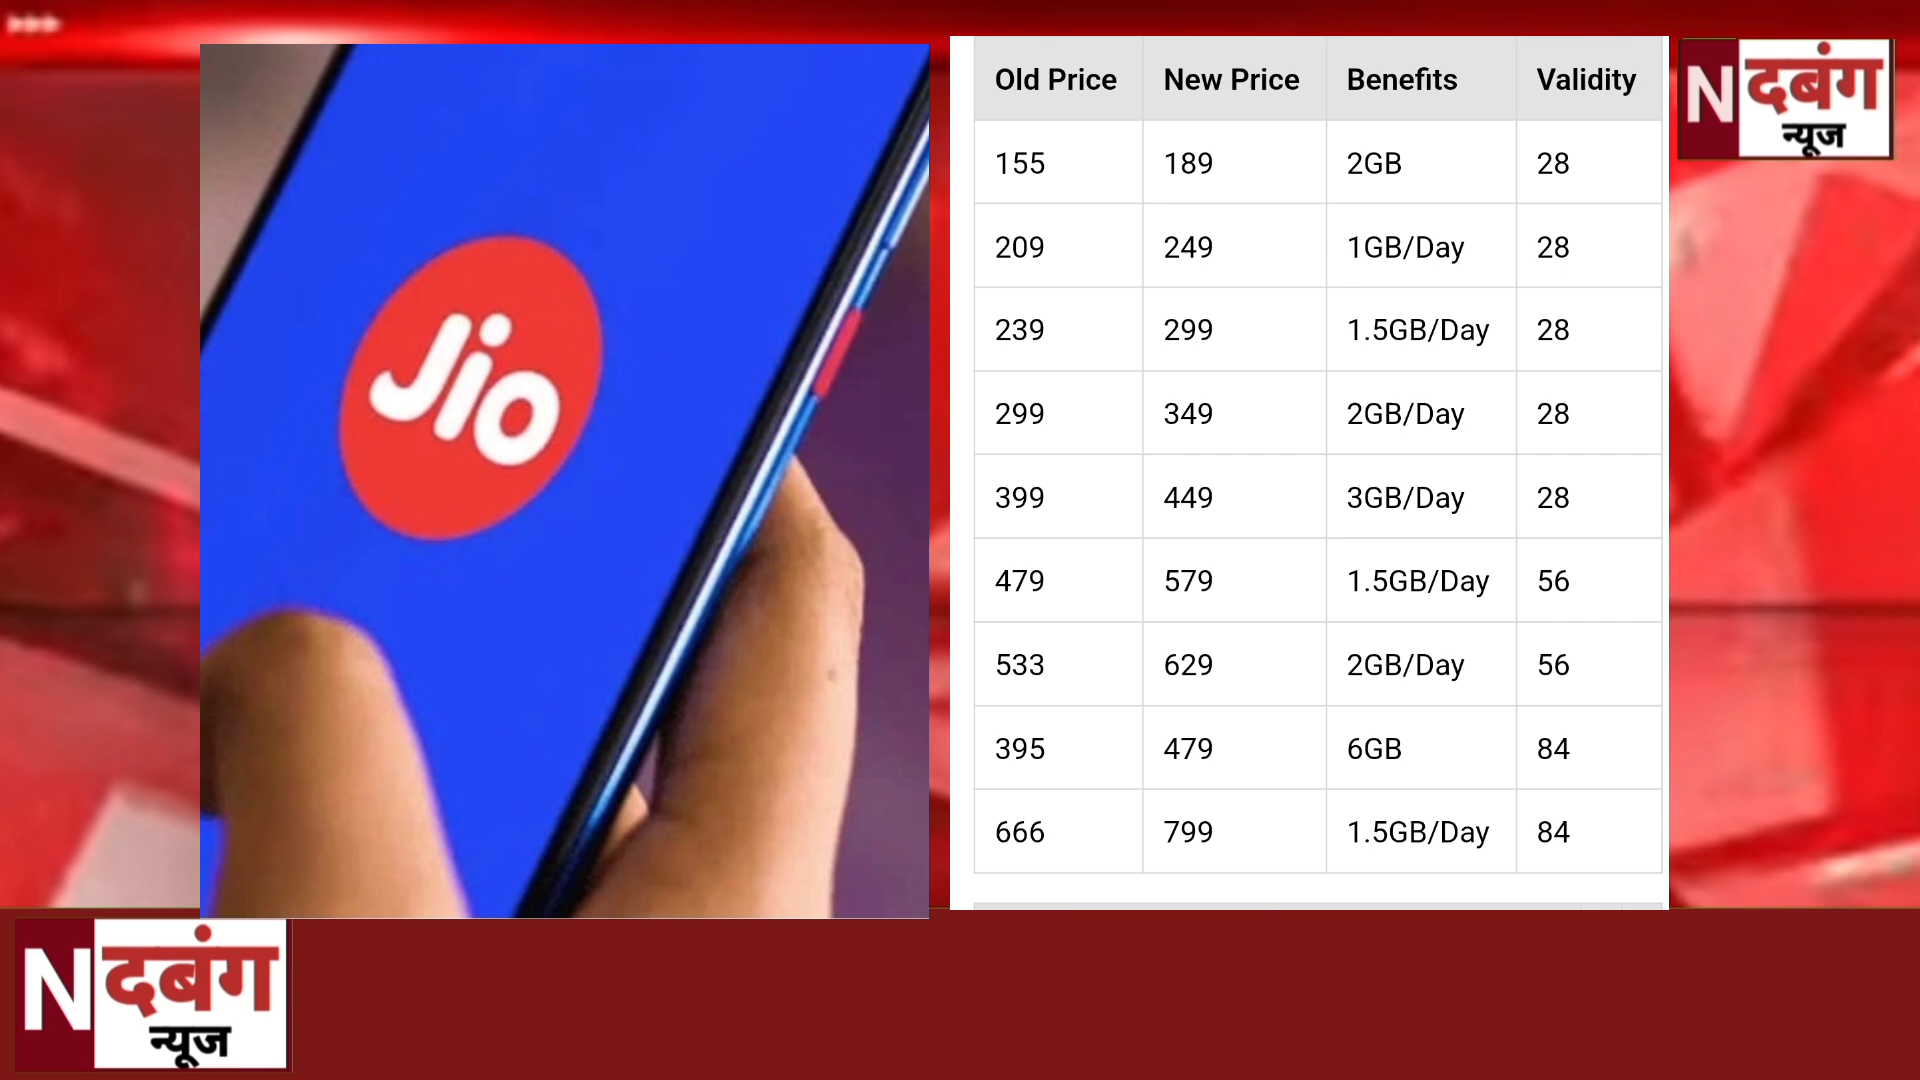 Jio
Old Price New Price Benefits Validity
155 189 2GB 28
209 249 1GB/Day 28
239 299 1.5GB/Day 28
299 349 2GB/Day 28
399 449 3GB/Day 28
479 579 1.5GB/Day 56
533 629 2GB/Day 56
395 479 6GB 84
666 799 1.5GB/Day 84
N दबंग
न्यूज
N दबंग
न्यूज